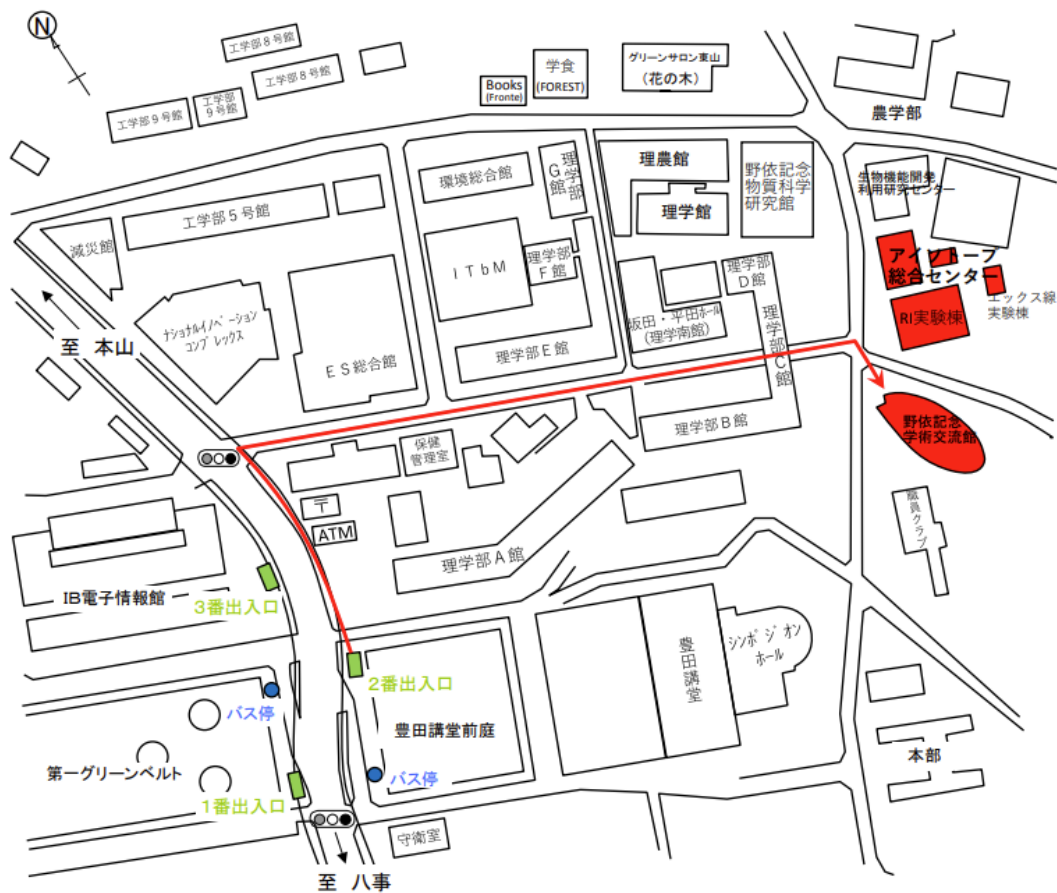 N
工学部8号館
工学部8号館
工学部
9号館
工学部9号館
Books
(Fronte)
学食
(FOREST)
グリーンサロン東山
(花の木)
農学部
環境総合館
理学部
G館
理農館
理学館
野依記念
物質科学
研究館
生物機能開発
利用研究センター
減災館
工学部5号館
ITbM
理学部
F館
理学部
D館
アイソトープ
総合センター
エックス線
実験棟
RI実験棟
至 本山
ナショナルイノベーション
コンプレックス
ES総合館
理学部E館
坂田・平田ホール
(理学南館)
理学部C館
野依記念
学術交流館
保健
管理室
理学部B館
〒
ATM
理学部A館
職員クラブ
IB電子情報館
3番出入口
2番出入口
バス停
豊田講堂前庭
豊田講堂
シンポジオン
ホール
第一グリーンベルト
1番出入口
バス停
本部
守衛室
至 八事